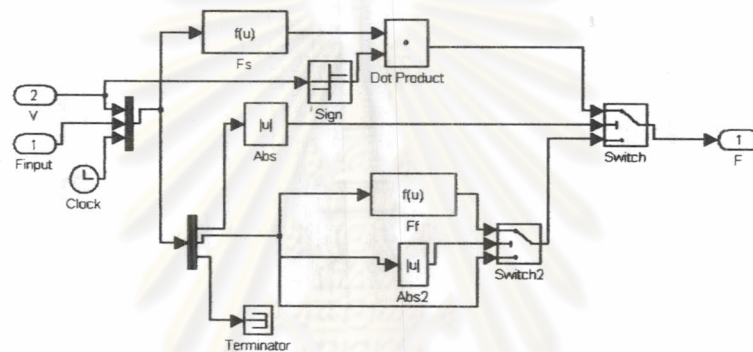 f(u)
Fs
Dot Product
2
V
Sign
1
Finput
|u|
Abs
Switch
1
F
Clock
f(u)
Ff
|u|
Abs2
Switch2
Terminator